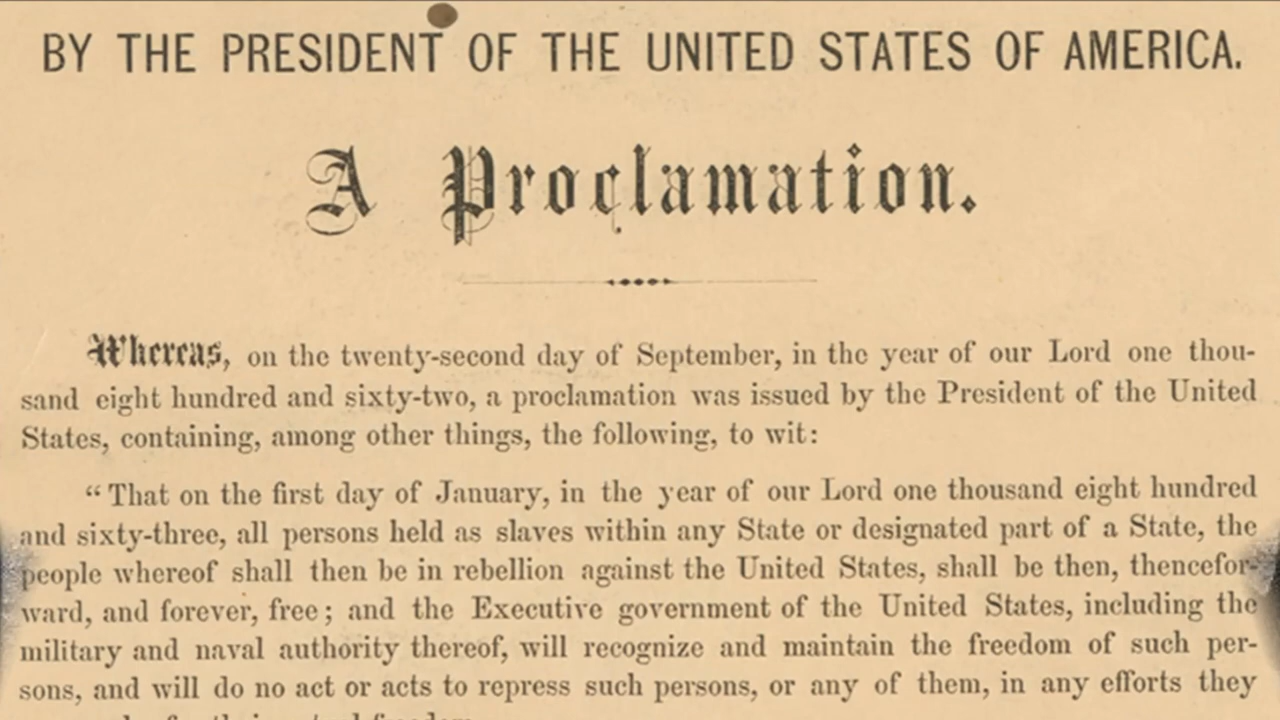 BY THE PRESIDENT OF THE UNITED STATES OF AMERICA.
A Proclamation.
Whereas, on the twenty-second day of September, in the year of our Lord one thou-
sand eight hundred and sixty-two, a proclamation was issued by the President of the United
States, containing, among other things, the following, to wit:
“ That on the first day of January, in the year of our Lord one thousand eight hundred
and sixty-three, all persons held as slaves within any State or designated part of a State, the
people whereof shall then be in rebellion against the United States, shall be then, thencefor-
ward, and forever, free; and the Executive government of the United States, including the
military and naval authority thereof, will recognize and maintain the freedom of such per-
sons, and will do no act or acts to repress such persons, or any of them, in any efforts they